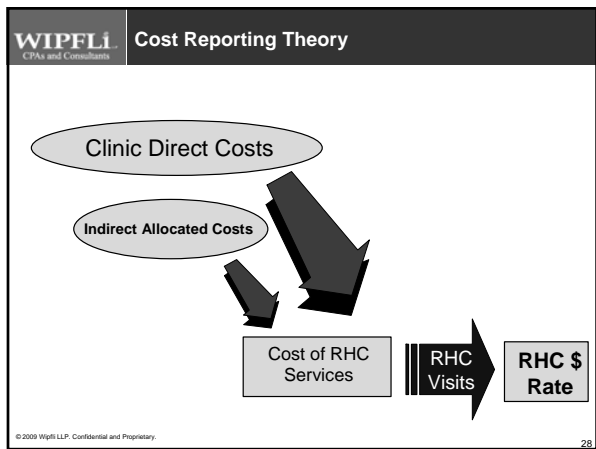 WIPFLi
CPAs and Consultants
Cost Reporting Theory
Clinic Direct Costs
Indirect Allocated Costs
Cost of RHC
Services
RHC
Visits
RHC $
Rate
© 2009 Wipfli LLP. Confidential and Proprietary.
28